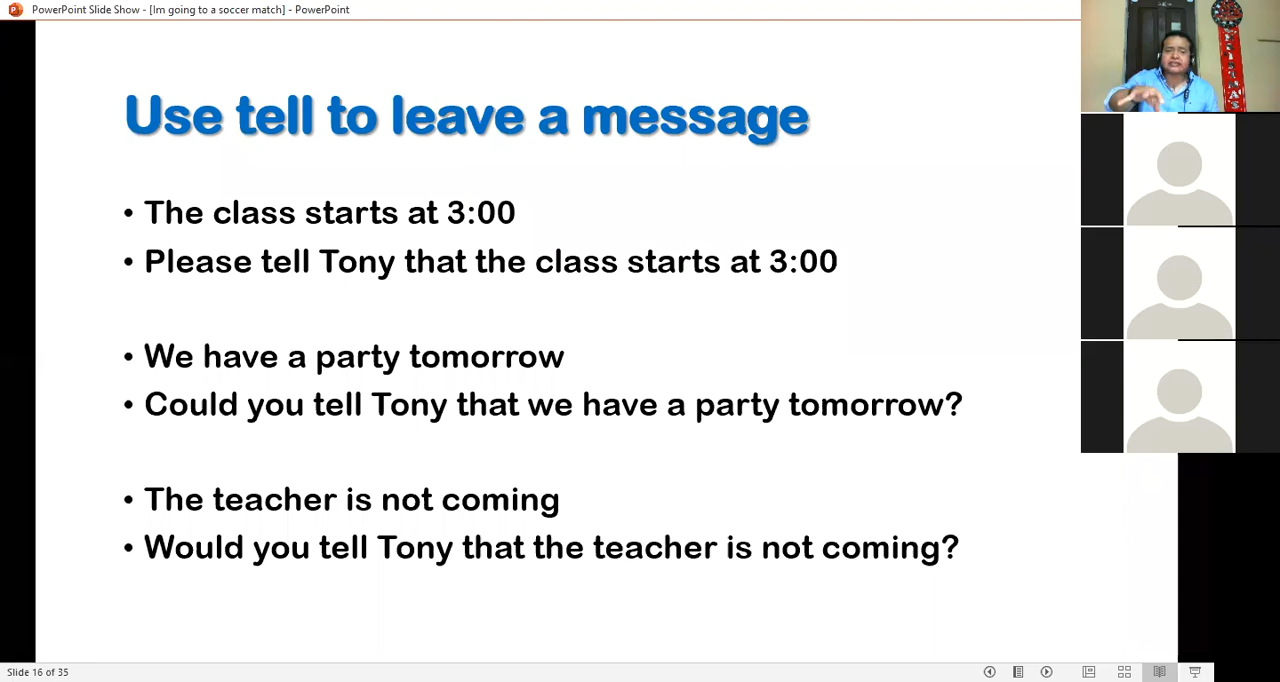 PowerPoint Slide Show - [Im going to a soccer match] - PowerPoint
Use tell to leave a message
• The class starts at 3:00
• Please tell Tony that the class starts at 3:00
• We have a party tomorrow
• Could you tell Tony that we have a party tomorrow?
• The teacher is not coming
• Would you tell Tony that the teacher is not coming?
Slide 16 of 35